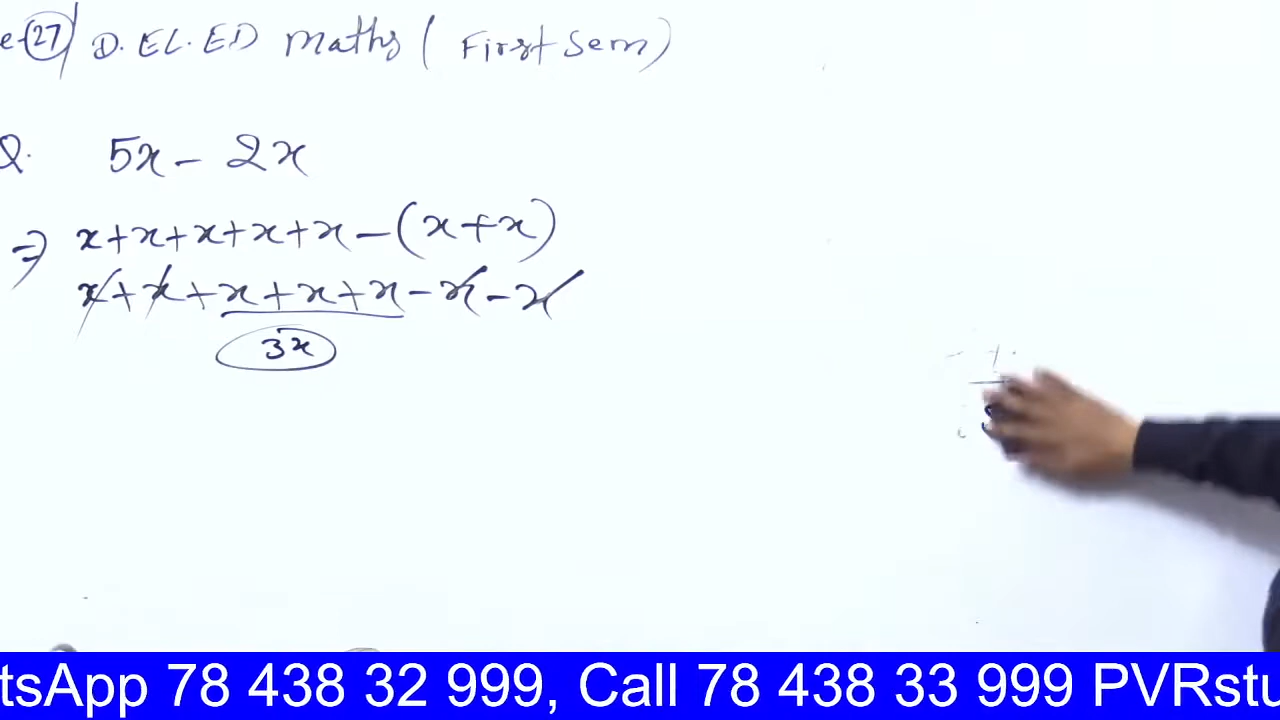 e-27 D.EL.ED Maths (First Sem)
Q. 5x - 2x
⇒ x+x+x+x+x-(x+x)
x+x+x+x+x-x-x
3x
tsApp 78 438 32 999, Call 78 438 33 999 PVRstu